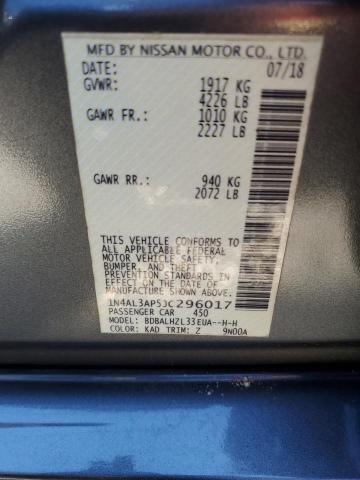 MFD BY NISSAN MOTOR CO., LTD.
DATE: 07/18
GVWR: 1917 KG
4226 LB
GAWR FR.: 1010 KG
2227 LB
GAWR RR.: 940 KG
2072 LB
THIS VEHICLE CONFORMS TO ALL
APPLICABLE FEDERAL
MOTOR VEHICLE SAFETY,
BUMPER, AND THEFT
PREVENTION STANDARDS IN
EFFECT ON THE DATE OF
MANUFACTURE SHOWN ABOVE.
1N4AL3AP5JC296017
PASSENGER CAR 450
MODEL: BDBALHZL33EUA--H-H
COLOR: KAD TRIM: Z 9N00A